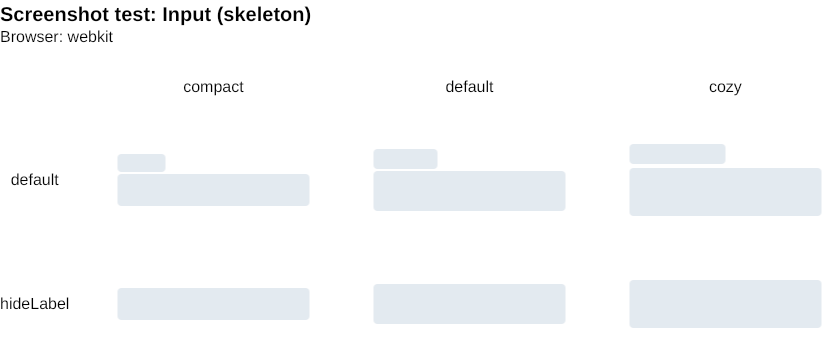 Screenshot test: Input (skeleton)
Browser: webkit
compact default cozy
default
hideLabel